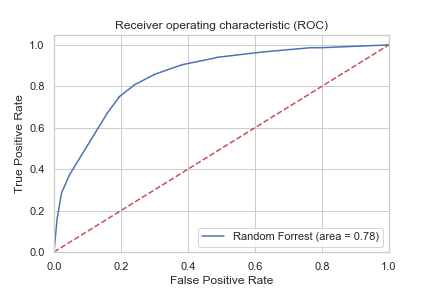 Receiver operating characteristic (ROC)
True Positive Rate
1.0
0.8
0.6
0.4
0.2
0.0
Random Forrest (area = 0.78)
0.0 0.2 0.4 0.6 0.8 1.0
False Positive Rate